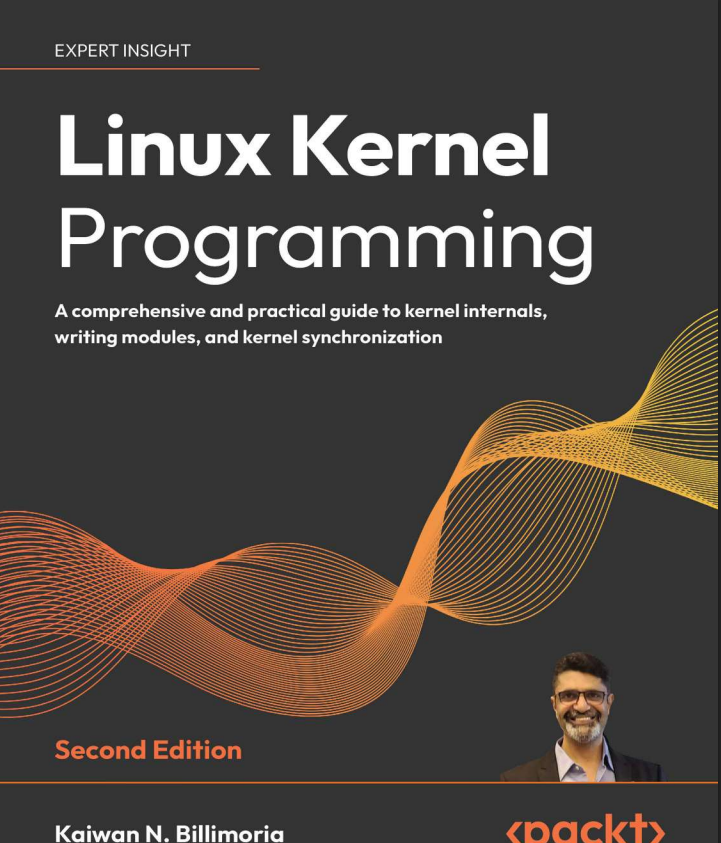 EXPERT INSIGHT
Linux Kernel
Programming
A comprehensive and practical guide to kernel internals,
writing modules, and kernel synchronization
Second Edition
Kaiwan N. Billimoria
<packt>